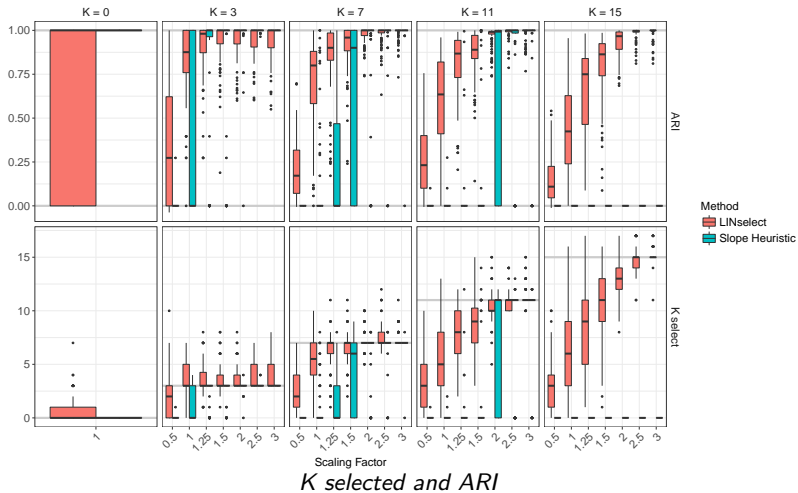 K = 0 K = 3 K = 7 K = 11 K = 15
1.00
0.75
0.50
0.25
0.00
ARI
15
10
5
0
K select
1
0.5 1 1.25 1.5 2 2.5 3
0.5 1 1.25 1.5 2 2.5 3
0.5 1 1.25 1.5 2 2.5 3
0.5 1 1.25 1.5 2 2.5 3
Scaling Factor
Method
LINselect
Slope Heuristic
K selected and ARI